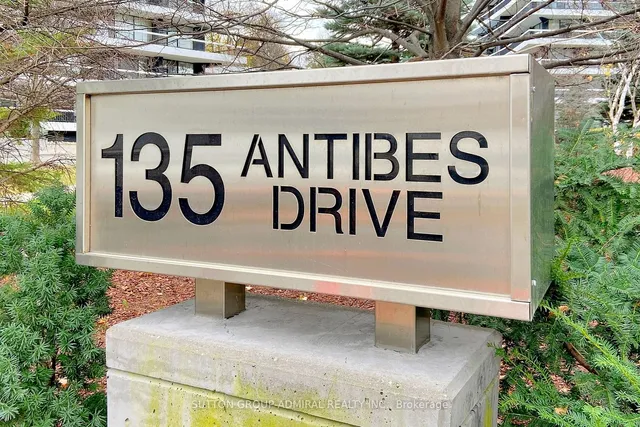 135 ANTIBES
DRIVE
SUTTON GROUP-ADMIRAL REALTY INC., Brokerage